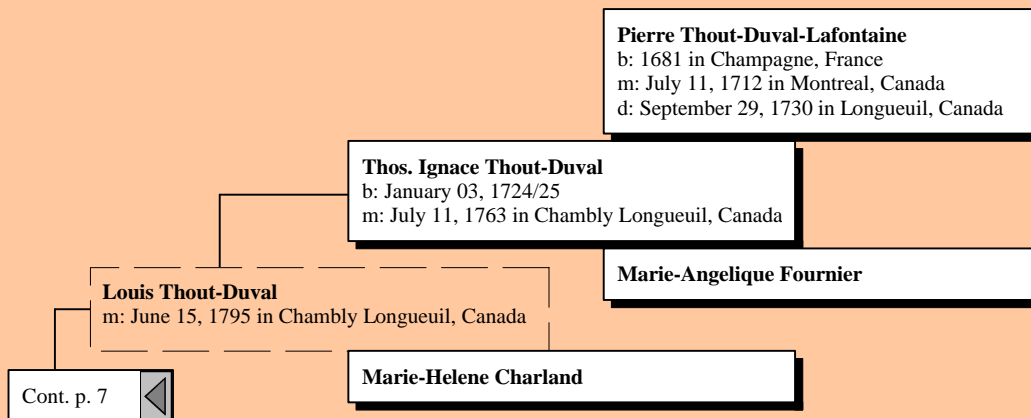 Pierre Thout-Duval-Lafontaine
b: 1681 in Champagne, France
m: July 11, 1712 in Montreal, Canada
d: September 29, 1730 in Longueuil, Canada
Thos. Ignace Thout-Duval
b: January 03, 1724/25
m: July 11, 1763 in Chambly Longueuil, Canada
Marie-Angelique Fournier
Louis Thout-Duval
m: June 15, 1795 in Chambly Longueuil, Canada
Marie-Helene Charland
Cont. p. 7